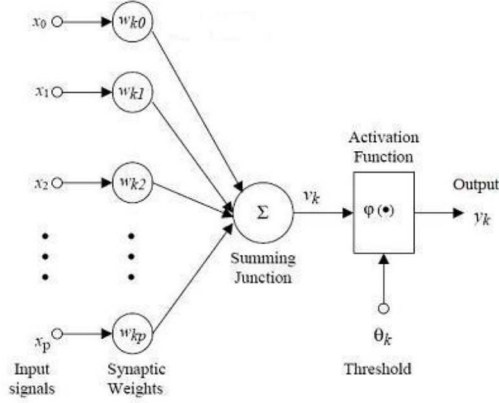 x0
wk0
x1
wk1
Activation
Function
x2
wk2
Σ
vk
φ(•)
Output
yk
Summing
Junction
xp
wkp
θk
Input
signals
Synaptic
Weights
Threshold